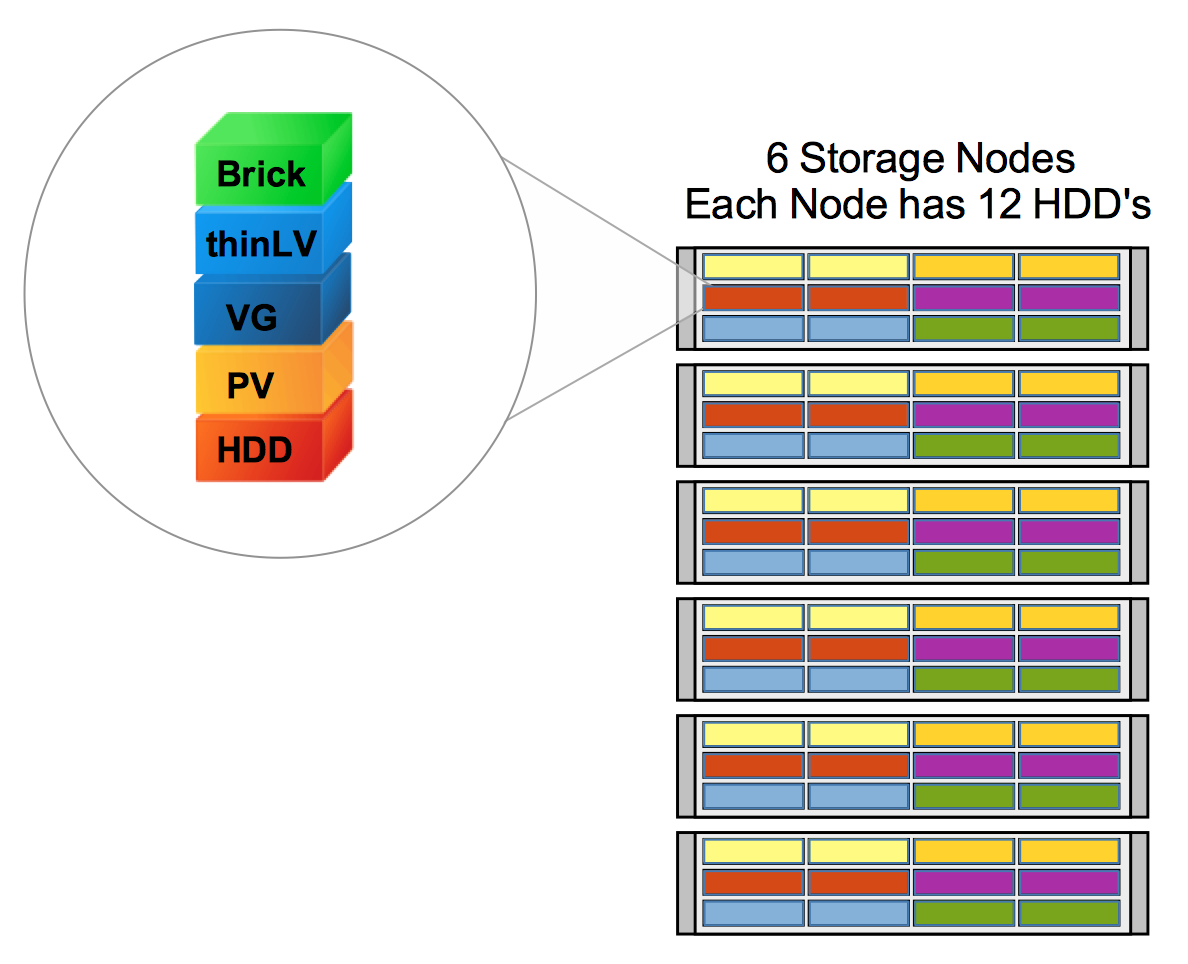 6 Storage Nodes
Each Node has 12 HDD's
Brick
thinLV
VG
PV
HDD